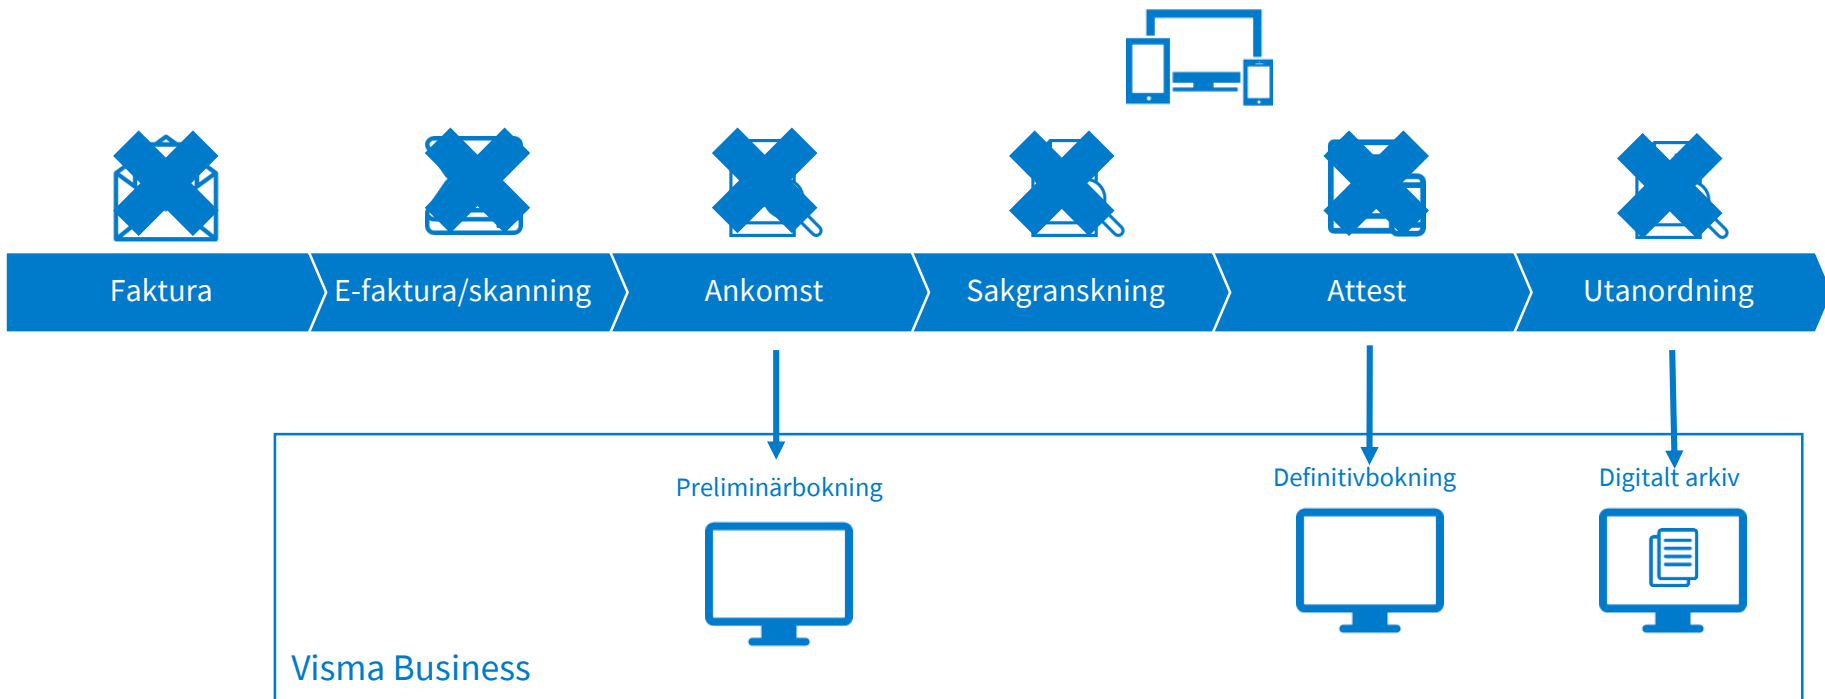 Faktura
E-faktura/skanning
Ankomst
Sakgranskning
Attest
Utanordning
Preliminärbokning
Definitivbokning
Digitalt arkiv
Visma Business